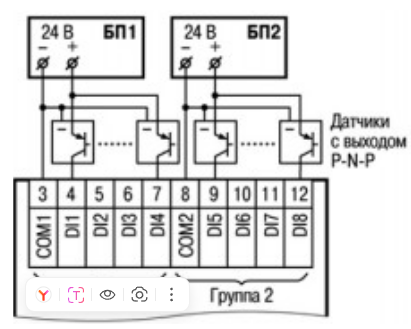 24 В БП1 24 В БП2
− + − +
− − − −
Датчики
с выходом
P-N-P
3 4 5 6 7 8 9 10 11 12
COM1 DI1 DI2 DI3 DI4 COM2 DI5 DI6 DI7 DI8
Группа 2
Y T